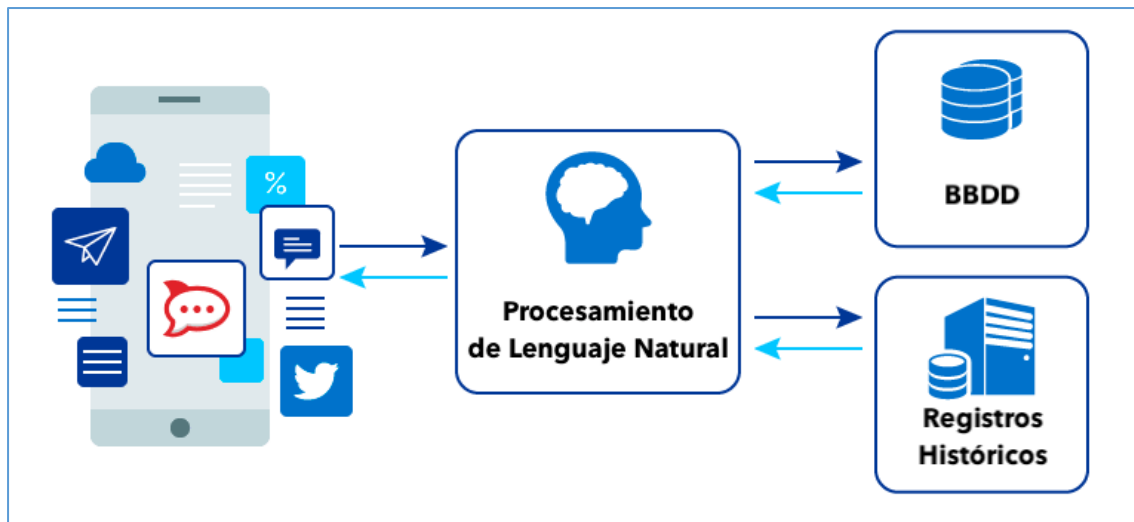 %
BBDD
Procesamiento
de Lenguaje Natural
Registros
Históricos